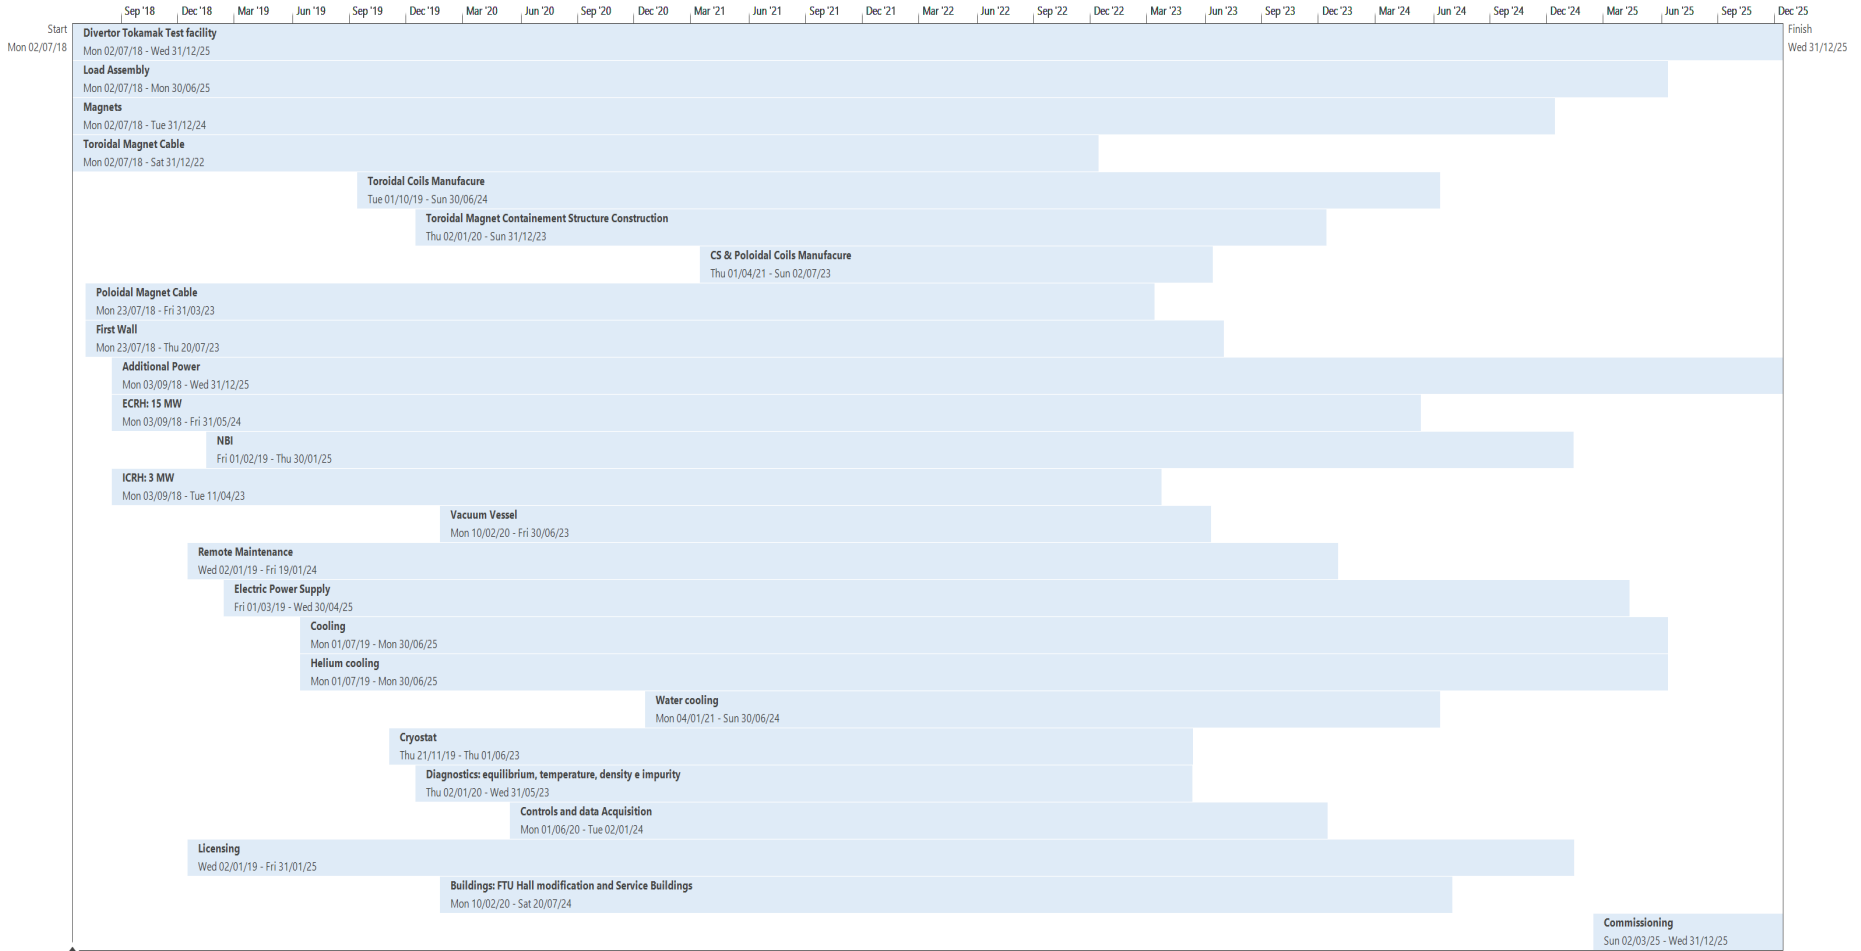 Sep '18 Dec '18 Mar '19 Jun '19 Sep '19 Dec '19 Mar '20 Jun '20 Sep '20 Dec '20 Mar '21 Jun '21 Sep '21 Dec '21 Mar '22 Jun '22 Sep '22 Dec '22 Mar '23 Jun '23 Sep '23 Dec '23 Mar '24 Jun '24 Sep '24 Dec '24 Mar '25 Jun '25 Sep '25 Dec '25
Start
Mon 02/07/18
Finish
Wed 31/12/25
Divertor Tokamak Test facility
Mon 02/07/18 - Wed 31/12/25
Load Assembly
Mon 02/07/18 - Mon 30/06/25
Magnets
Mon 02/07/18 - Tue 31/12/24
Toroidal Magnet Cable
Mon 02/07/18 - Sat 31/12/22
Toroidal Coils Manufacure
Tue 01/10/19 - Sun 30/06/24
Toroidal Magnet Containement Structure Construction
Thu 02/01/20 - Sun 31/12/23
CS & Poloidal Coils Manufacure
Thu 01/04/21 - Sun 02/07/23
Poloidal Magnet Cable
Mon 23/07/18 - Fri 31/03/23
First Wall
Mon 23/07/18 - Thu 20/07/23
Additional Power
Mon 03/09/18 - Wed 31/12/25
ECRH: 15 MW
Mon 03/09/18 - Fri 31/05/24
NBI
Fri 01/02/19 - Thu 30/01/25
ICRH: 3 MW
Mon 03/09/18 - Tue 11/04/23
Vacuum Vessel
Mon 10/02/20 - Fri 30/06/23
Remote Maintenance
Wed 02/01/19 - Fri 19/01/24
Electric Power Supply
Fri 01/03/19 - Wed 30/04/25
Cooling
Mon 01/07/19 - Mon 30/06/25
Helium cooling
Mon 01/07/19 - Mon 30/06/25
Water cooling
Mon 04/01/21 - Sun 30/06/24
Cryostat
Thu 21/11/19 - Thu 01/06/23
Diagnostics: equilibrium, temperature, density e impurity
Thu 02/01/20 - Wed 31/05/23
Controls and data Acquisition
Mon 01/06/20 - Tue 02/01/24
Licensing
Wed 02/01/19 - Fri 31/01/25
Buildings: FTU Hall modification and Service Buildings
Mon 10/02/20 - Sat 20/07/24
Commissioning
Sun 02/03/25 - Wed 31/12/25